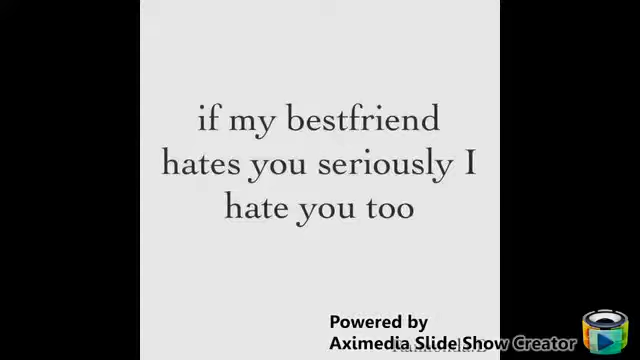 if my bestfriend
hates you seriously I
hate you too
Powered by
Aximedia Slide Show Creator